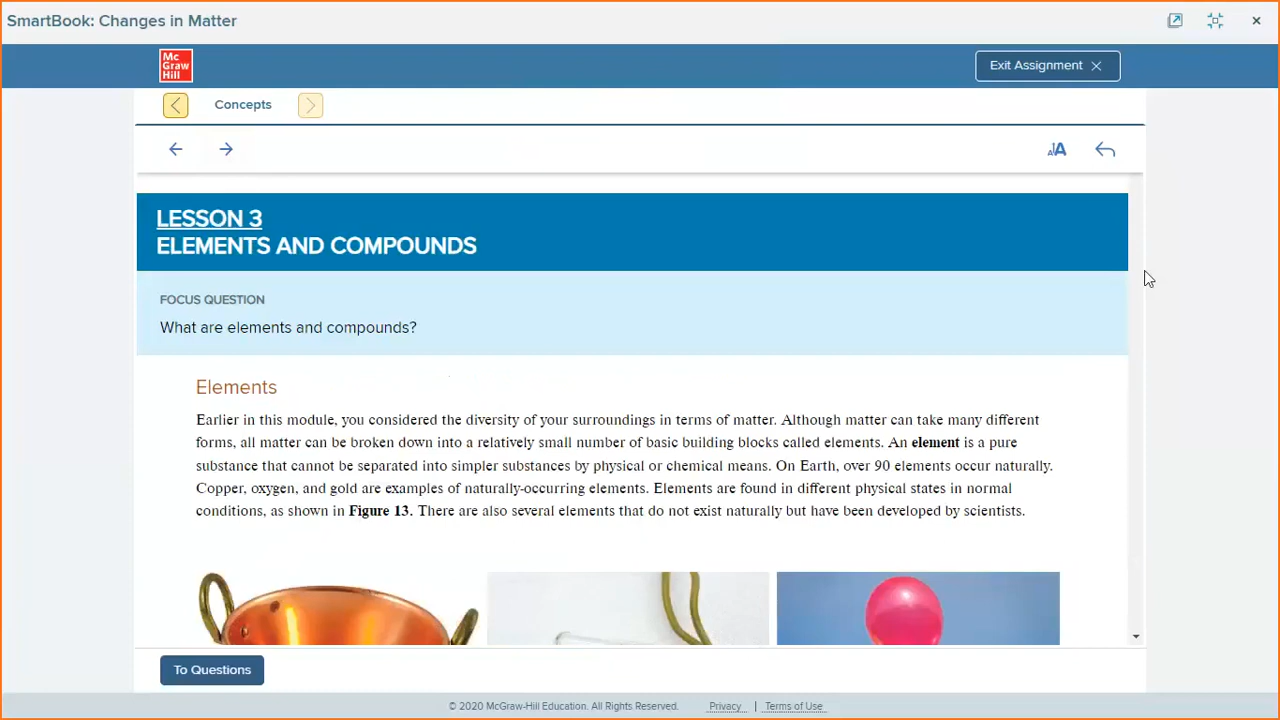 SmartBook: Changes in Matter
Mc
Graw
Hill
Exit Assignment
Concepts
LESSON 3
ELEMENTS AND COMPOUNDS
FOCUS QUESTION
What are elements and compounds?
Elements
Earlier in this module, you considered the diversity of your surroundings in terms of matter. Although matter can take many different
forms, all matter can be broken down into a relatively small number of basic building blocks called elements. An element is a pure
substance that cannot be separated into simpler substances by physical or chemical means. On Earth, over 90 elements occur naturally.
Copper, oxygen, and gold are examples of naturally-occurring elements. Elements are found in different physical states in normal
conditions, as shown in Figure 13. There are also several elements that do not exist naturally but have been developed by scientists.
To Questions
© 2020 McGraw-Hill Education. All Rights Reserved. Privacy | Terms of Use